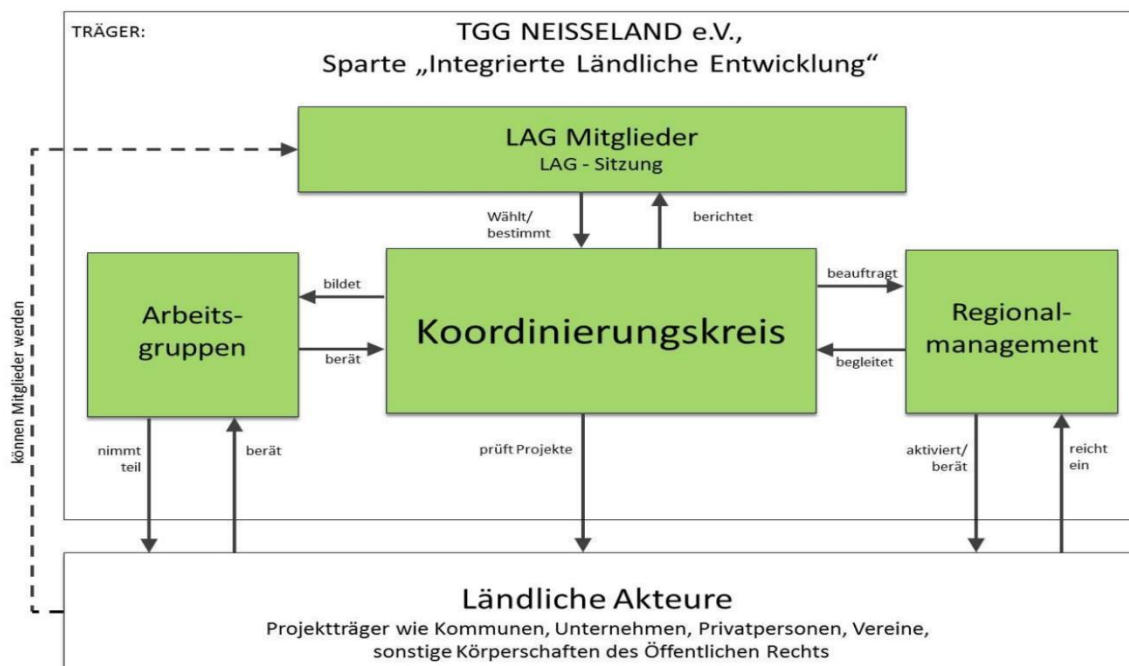 TRÄGER:
TGG NEISSELAND e.V.,
Sparte „Integrierte Ländliche Entwicklung“
LAG Mitglieder
LAG - Sitzung
Wählt/
bestimmt
berichtet
bildet
beauftragt
Arbeits-
gruppen
Koordinierungskreis
Regional-
management
berät
begleitet
können Mitglieder werden
nimmt
teil
berät
prüft Projekte
aktiviert/
berät
reicht
ein
Ländliche Akteure
Projektträger wie Kommunen, Unternehmen, Privatpersonen, Vereine,
sonstige Körperschaften des Öffentlichen Rechts